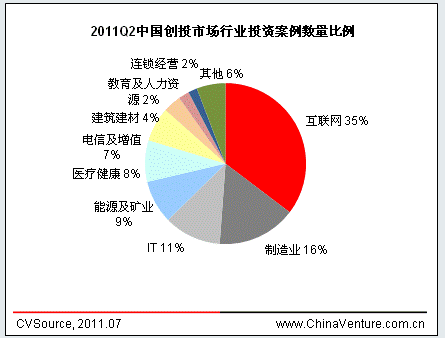 2011Q2中国创投市场行业投资案例数量比例
连锁经营 2%
其他 6%
教育及人力资
源 2%
建筑建材 4%
互联网 35%
电信及增值
7%
医疗健康 8%
能源及矿业
9%
IT 11%
制造业 16%
CVSource, 2011.07
www.ChinaVenture.com.cn